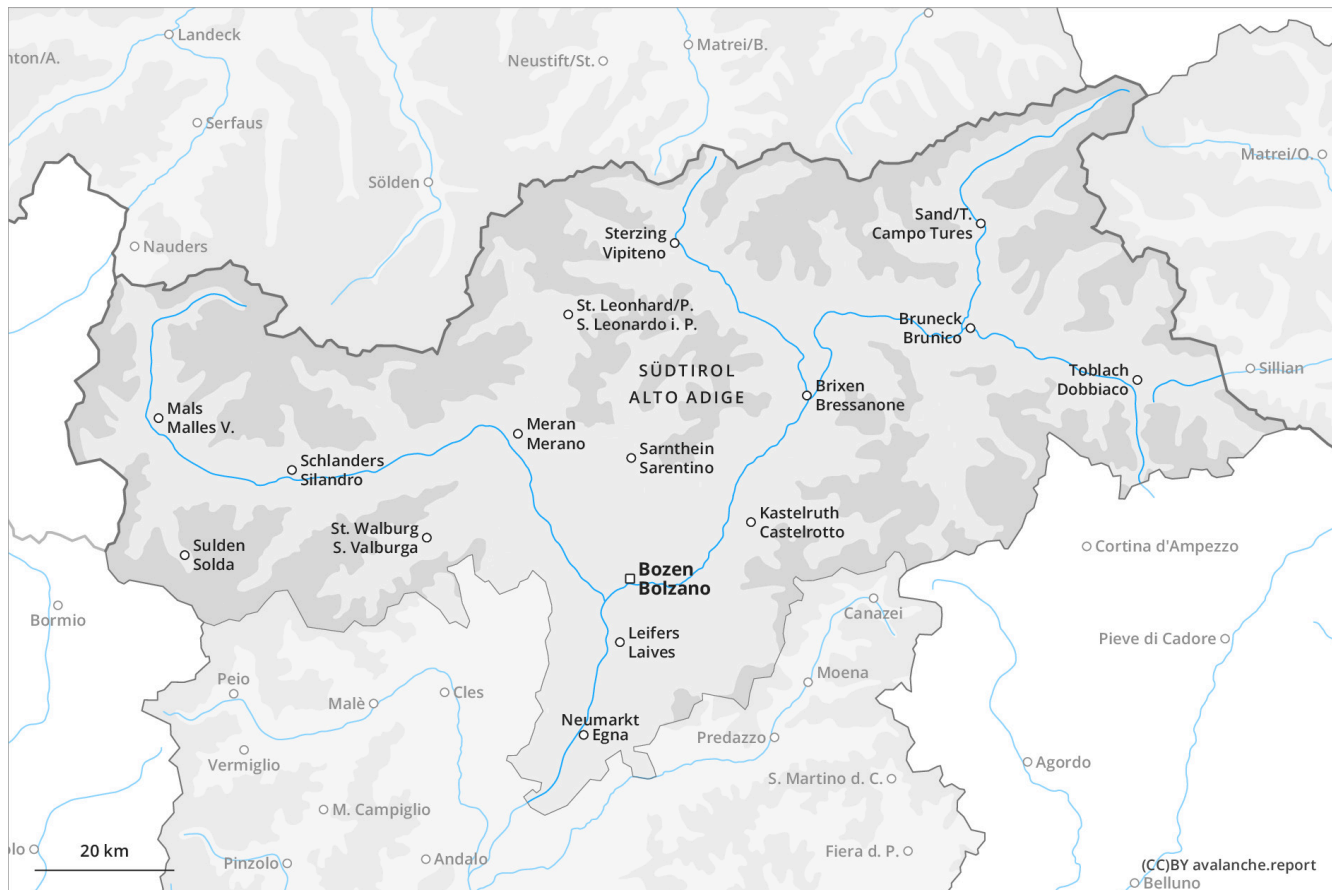 Landeck
nton/A.
Matrei/B.
Neustift/St.
Serfaus
Matrei/O.
Sölden
Nauders
Sand/T.
Campo Tures
Sterzing
Vipiteno
St. Leonhard/P.
S. Leonardo i. P.
Bruneck
Brunico
SÜDTIROL
ALTO ADIGE
Toblach
Dobbiaco
Sillian
Brixen
Bressanone
Mals
Malles V.
Meran
Merano
Schlanders
Silandro
Sarnthein
Sarentino
Kastelruth
Castelrotto
St. Walburg
S. Valburga
Sulden
Solda
Cortina d'Ampezzo
Bozen
Bolzano
Bormio
Canazei
Leifers
Laives
Pieve di Cadore
Peio
Malè
Cles
Moena
Neumarkt
Egna
Predazzo
Vermiglio
Agordo
S. Martino d. C.
M. Campiglio
20 km
olo
Pinzolo
Andalo
Fiera d. P.
(CC)BY avalanche.report
Belluno